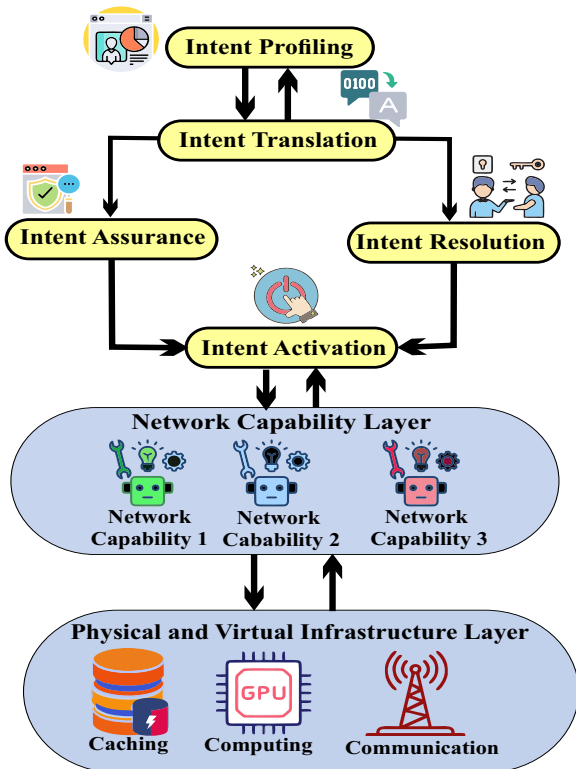 Intent Profiling
0100
A
Intent Translation
Intent Assurance
Intent Resolution
Intent Activation
Network Capability Layer
Network
Capability 1
Network
Cabability 2
Network
Capability 3
Physical and Virtual Infrastructure Layer
GPU
Caching
Computing
Communication